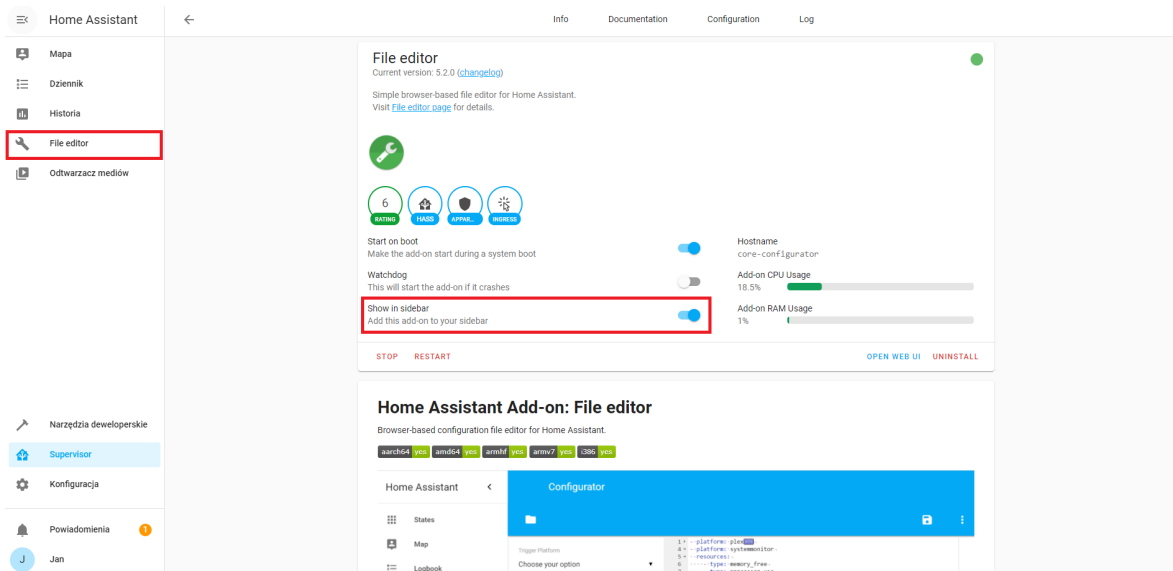 Home Assistant
Info Documentation Configuration Log
Mapa
Dziennik
Historia
File editor
Odtwarzacz mediów
Narzędzia deweloperskie
Supervisor
Konfiguracja
Powiadomienia 1
J Jan
File editor
Current version: 5.2.0 (changelog)
Simple browser-based file editor for Home Assistant.
Visit File editor page for details.
6
RATING HASS APPAR... INGRESS
Start on boot
Make the add-on start during a system boot
Watchdog
This will start the add-on if it crashes
Show in sidebar
Add this add-on to your sidebar
Hostname
core-configurator
Add-on CPU Usage
18.5%
Add-on RAM Usage
1%
STOP RESTART OPEN WEB UI UNINSTALL
Home Assistant Add-on: File editor
Browser-based configuration file editor for Home Assistant.
aarch64 yes amd64 yes armhf yes armv7 yes i386 yes
Home Assistant Configurator
States
Map
Logbook
Trigger Platform
Choose your option